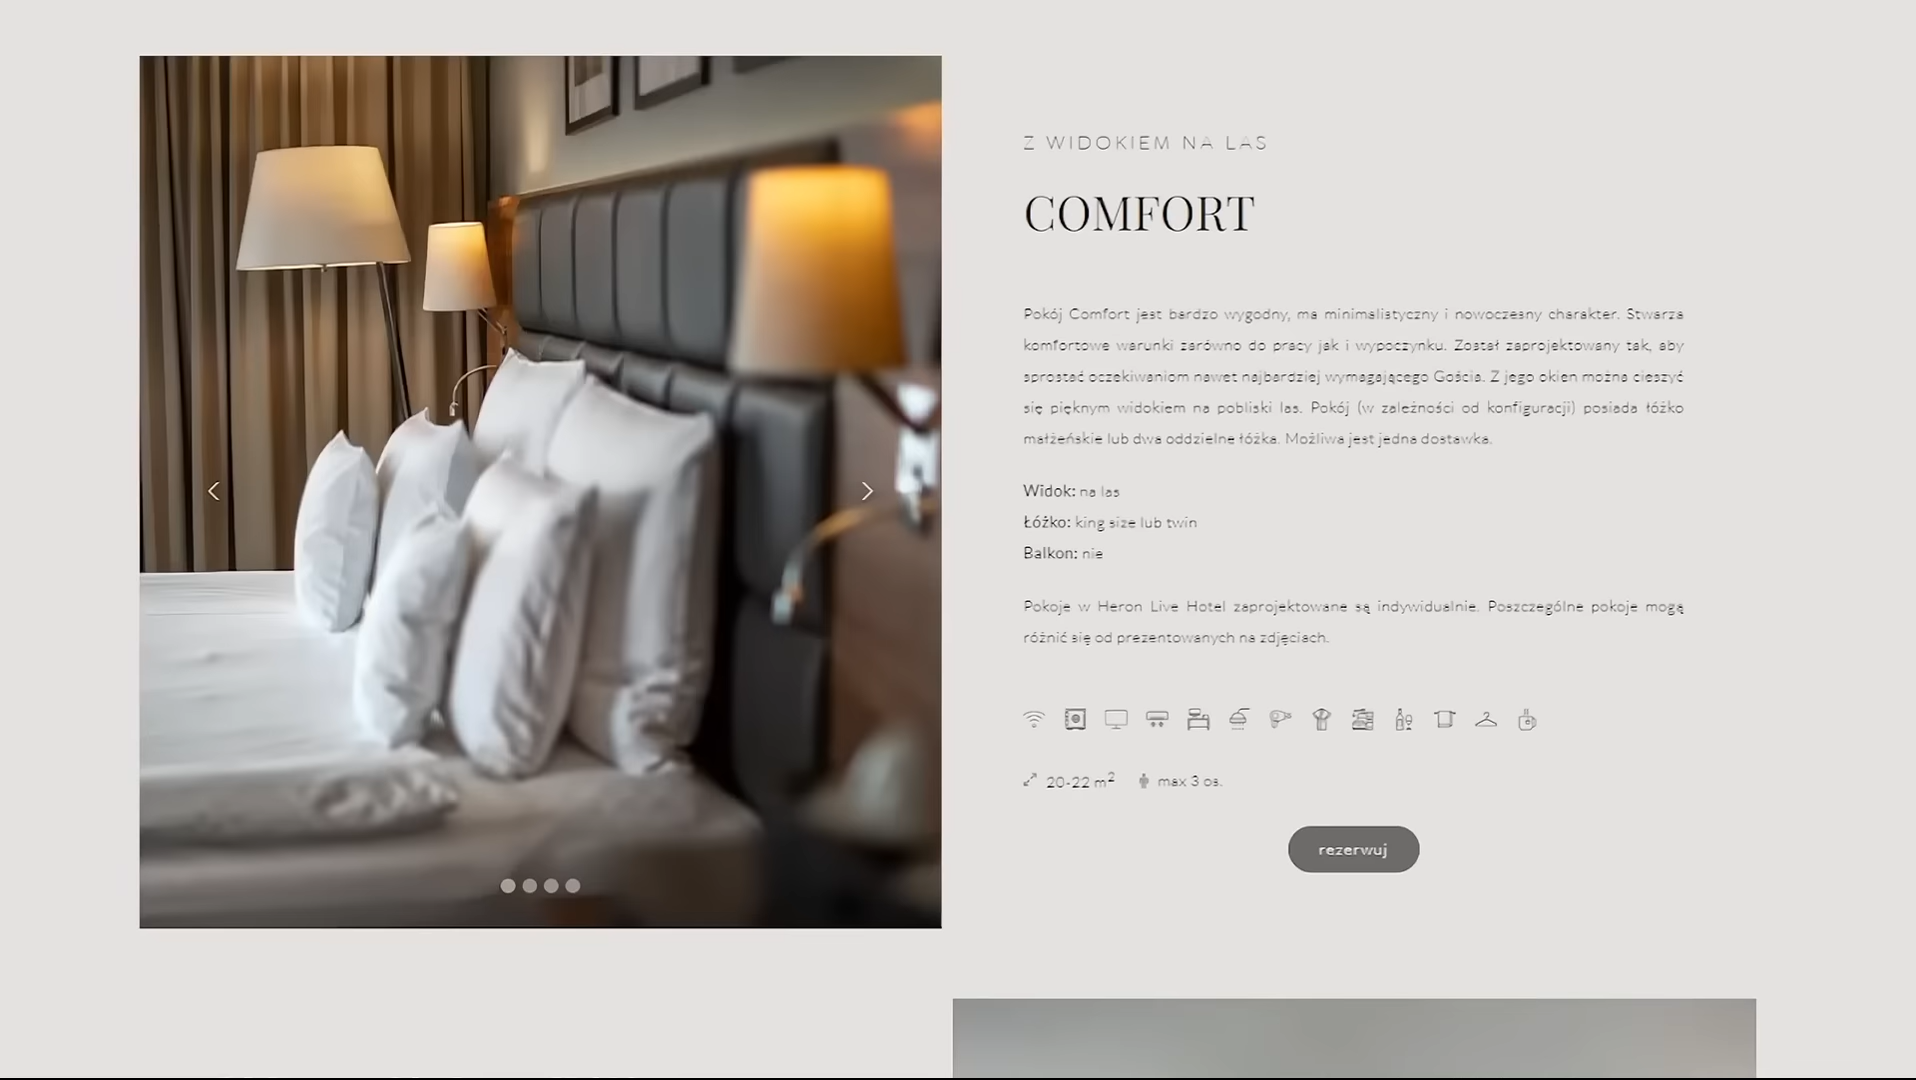 Z WIDOKIEM NA LAS
COMFORT
Pokój Comfort jest bardzo wygodny, ma minimalistyczny i nowoczesny charakter. Stwarza
komfortowe warunki zarówno do pracy jak i wypoczynku. Został zaprojektowany tak, aby
sprostać oczekiwaniom nawet najbardziej wymagającego Gościa. Z jego okien można cieszyć
się pięknym widokiem na pobliski las. Pokój (w zależności od konfiguracji) posiada łóżko
małżeńskie lub dwa oddzielne łóżka. Możliwa jest jedna dostawka.
Widok: na las
Łóżko: king size lub twin
Balkon: nie
Pokoje w Heron Live Hotel zaprojektowane są indywidualnie. Poszczególne pokoje mogą
różnić się od prezentowanych na zdjęciach.
20-22 m² max 3 os.
rezerwuj